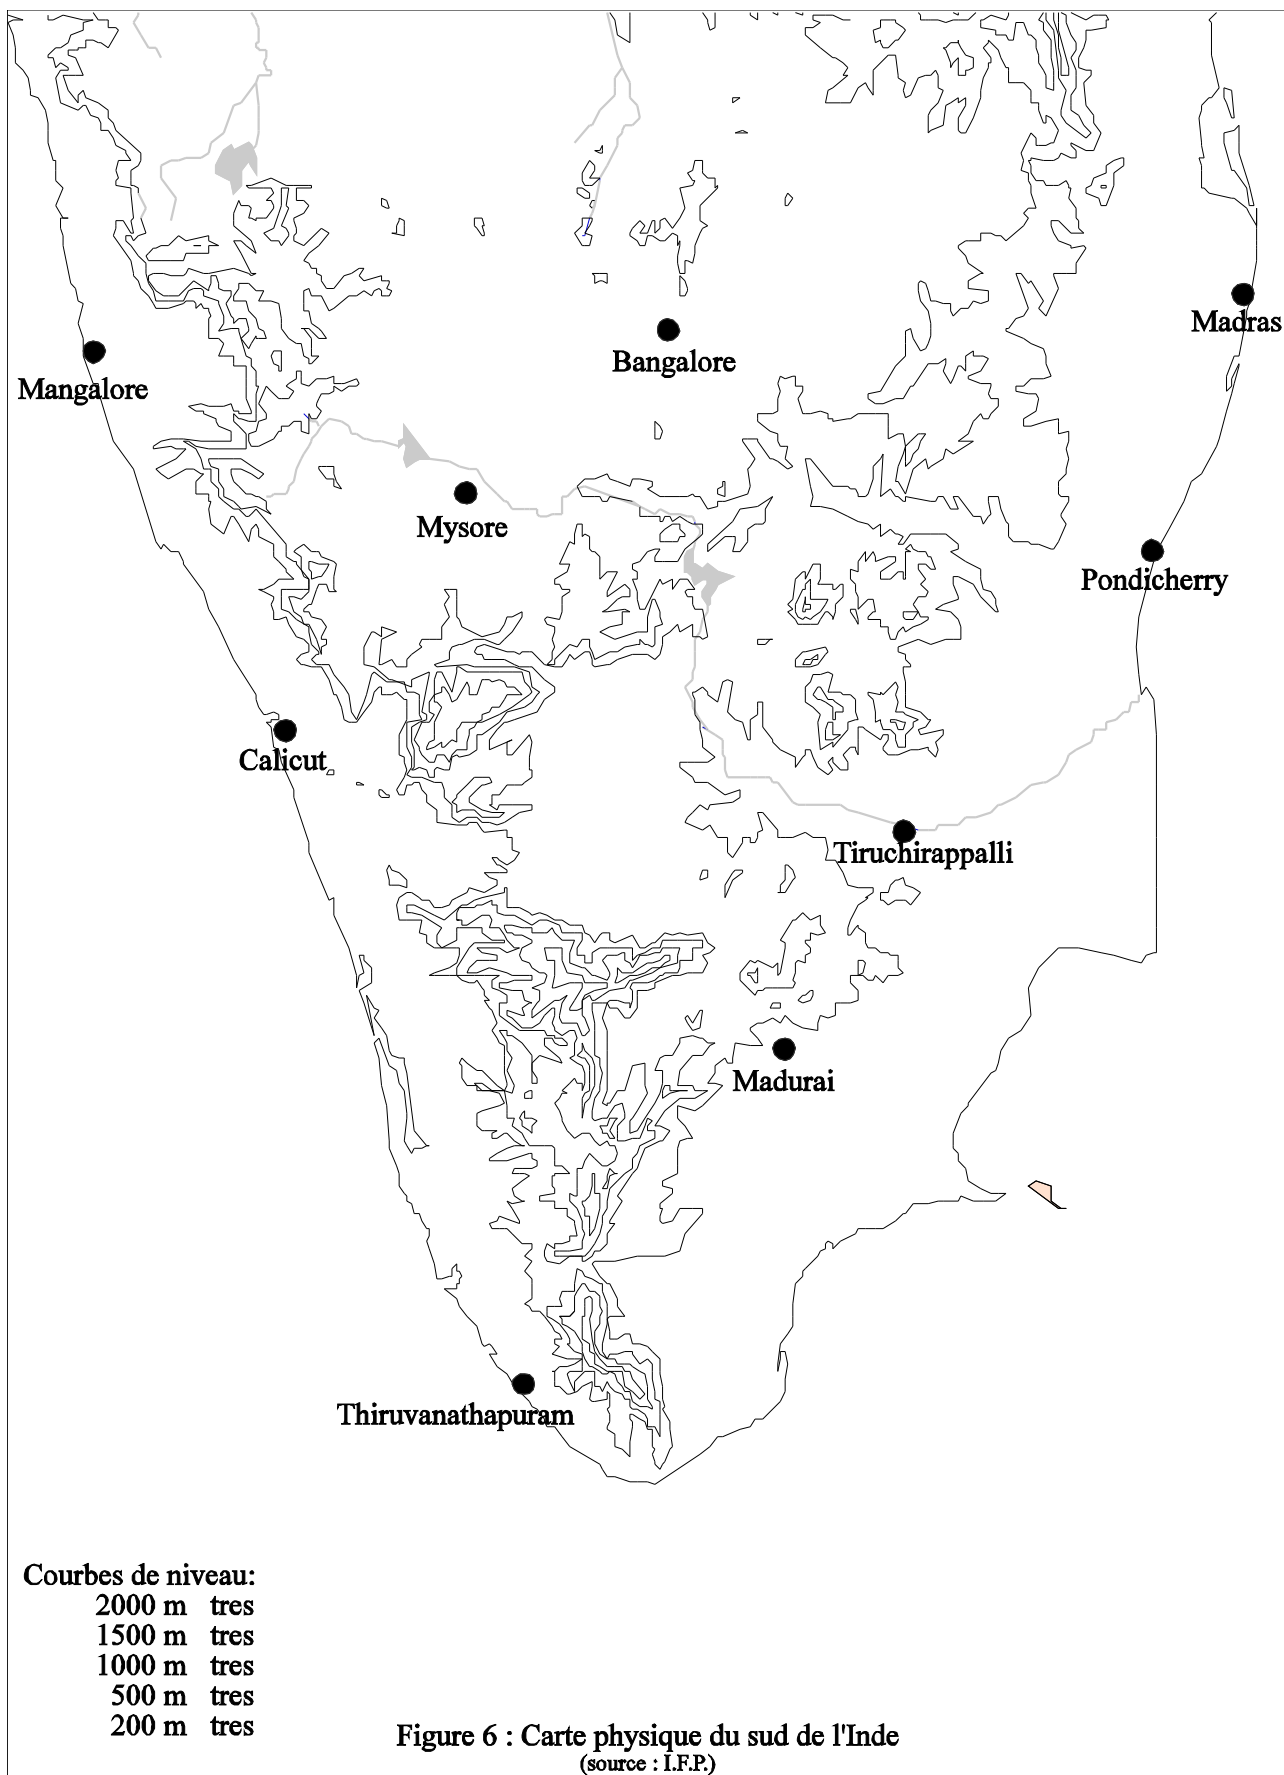 Madras
Bangalore
Mangalore
Mysore
Pondicherry
Calicut
Tiruchirappalli
Madurai
Thiruvanathapuram
Courbes de niveau:
2000 m tres
1500 m tres
1000 m tres
500 m tres
200 m tres
Figure 6 : Carte physique du sud de l'Inde
(source : I.F.P.)